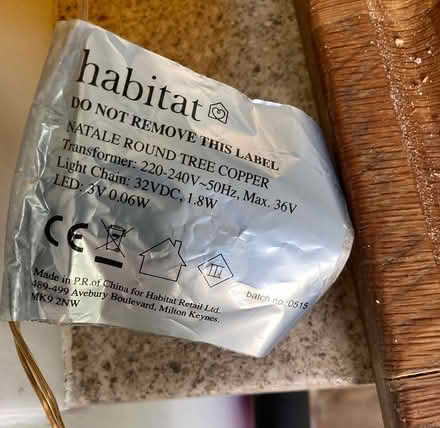 habitat
DO NOT REMOVE THIS LABEL
NATALE ROUND TREE COPPER
Transformer: 220-240V~50Hz, Max. 36V
Light Chain: 32VDC, 1.8W
LED: 3V 0.06W
CE
Made in P.R.of China for Habitat Retail Ltd.
489-499 Avebury Boulevard, Milton Keynes.
MK9 2NW
batch no.:0515